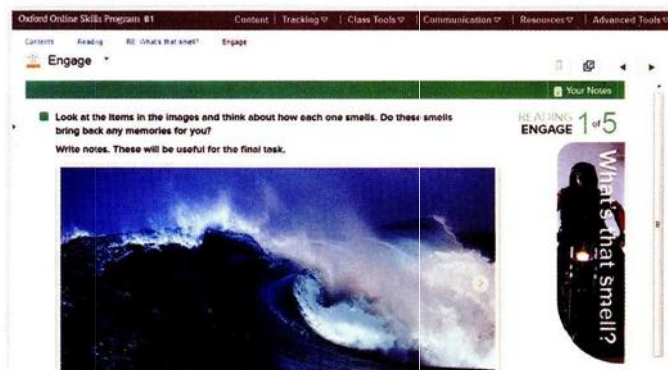 Oxford Online Skills Program B1
Content | Tracking | Class Tools | Communication | Resources | Advanced Tools
Contents Reading R8: What's that smell? Engage
Engage
Your Notes
Look at the items in the images and think about how each one smells. Do these smells
bring back any memories for you?
Write notes. These will be useful for the final task.
READING
ENGAGE 1 of 5
What's that smell?